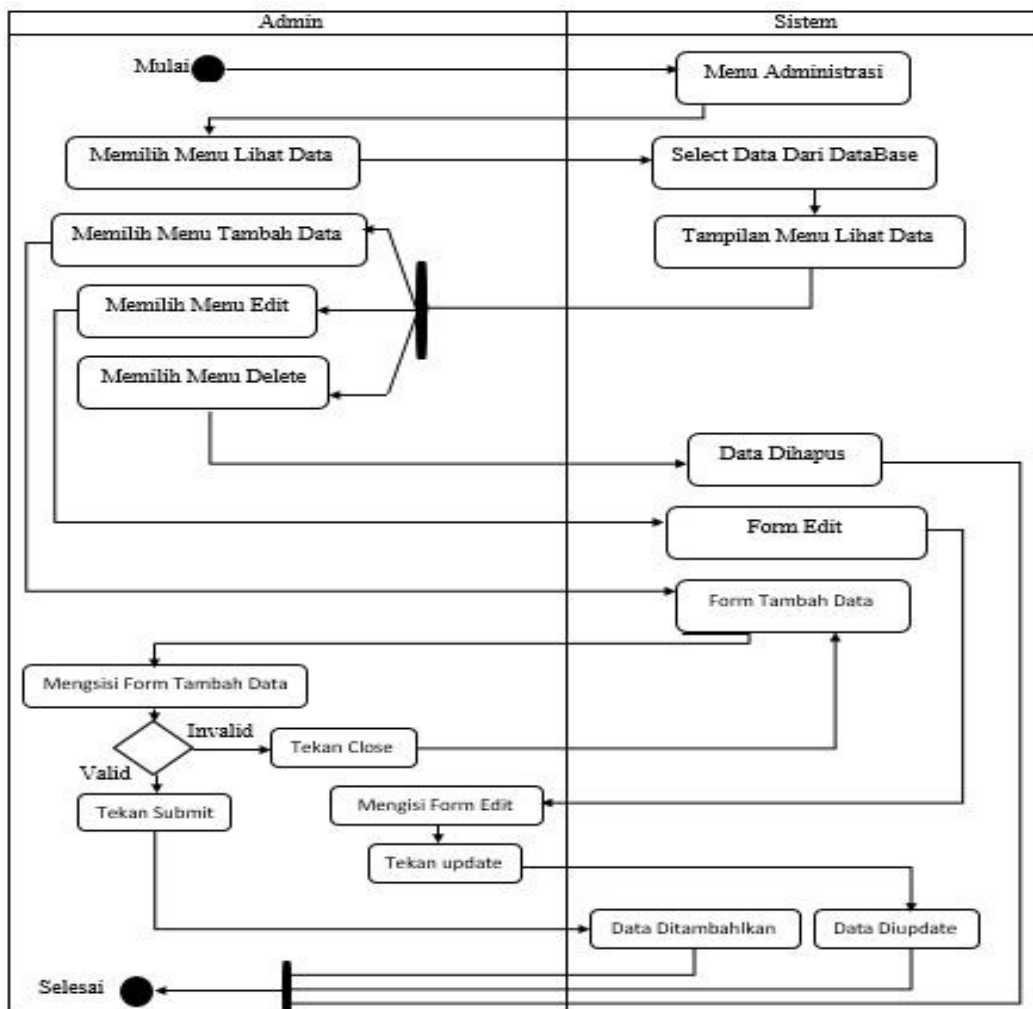 Admin
Sistem
Mulai
Menu Administrasi
Memilih Menu Lihat Data
Select Data Dari DataBase
Memilih Menu Tambah Data
Tampilan Menu Lihat Data
Memilih Menu Edit
Memilih Menu Delete
Data Dihapus
Form Edit
Form Tambah Data
Mengsisi Form Tambah Data
Invalid
Tekan Close
Valid
Tekan Submit
Mengisi Form Edit
Tekan update
Data Ditambahlkan
Data Diupdate
Selesai